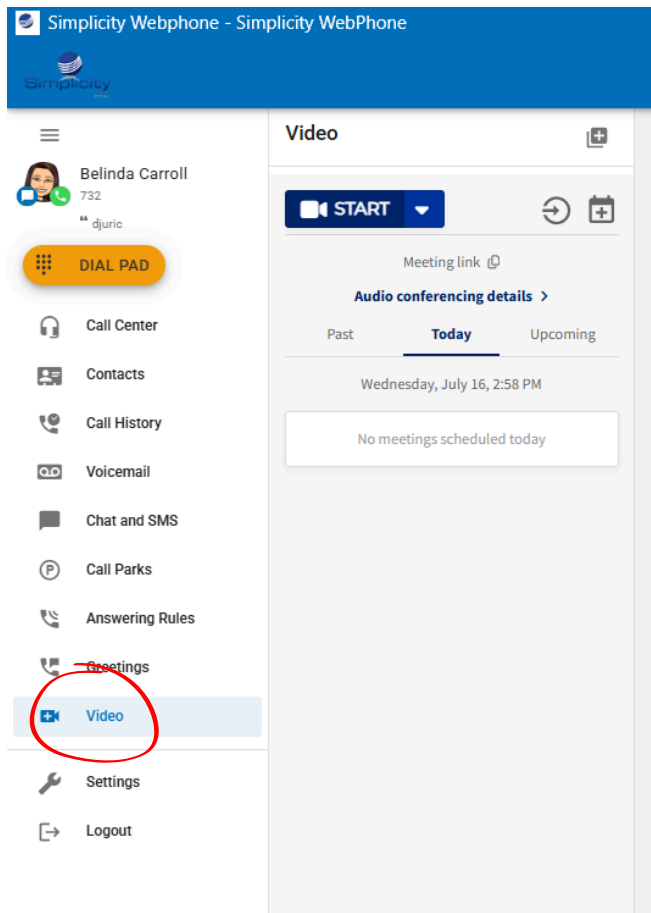 Simplicity Webphone - Simplicity WebPhone
Simplicity
Video
Belinda Carroll
732
❝ djuric
DIAL PAD
Call Center
Contacts
Call History
Voicemail
Chat and SMS
P
Call Parks
Answering Rules
Greetings
Video
Settings
Logout
START
Meeting link
Audio conferencing details >
Past Today Upcoming
Wednesday, July 16, 2:58 PM
No meetings scheduled today